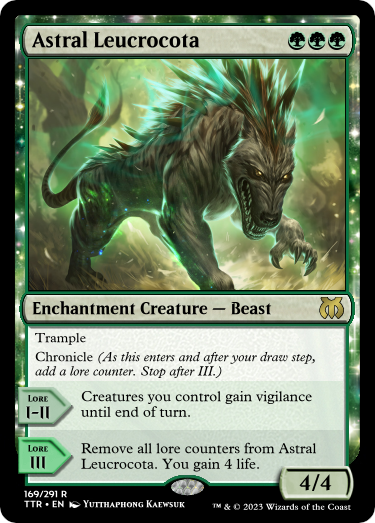 Astral Leucrocota
Enchantment Creature — Beast
Trample
Chronicle (As this enters and after your draw step,
add a lore counter. Stop after III.)
LORE
I-II
Creatures you control gain vigilance
until end of turn.
LORE
III
Remove all lore counters from Astral
Leucrocota. You gain 4 life.
4/4
169/291 R
TTR • EN Yutthaphong Kaewsuk
™ & © 2023 Wizards of the Coast